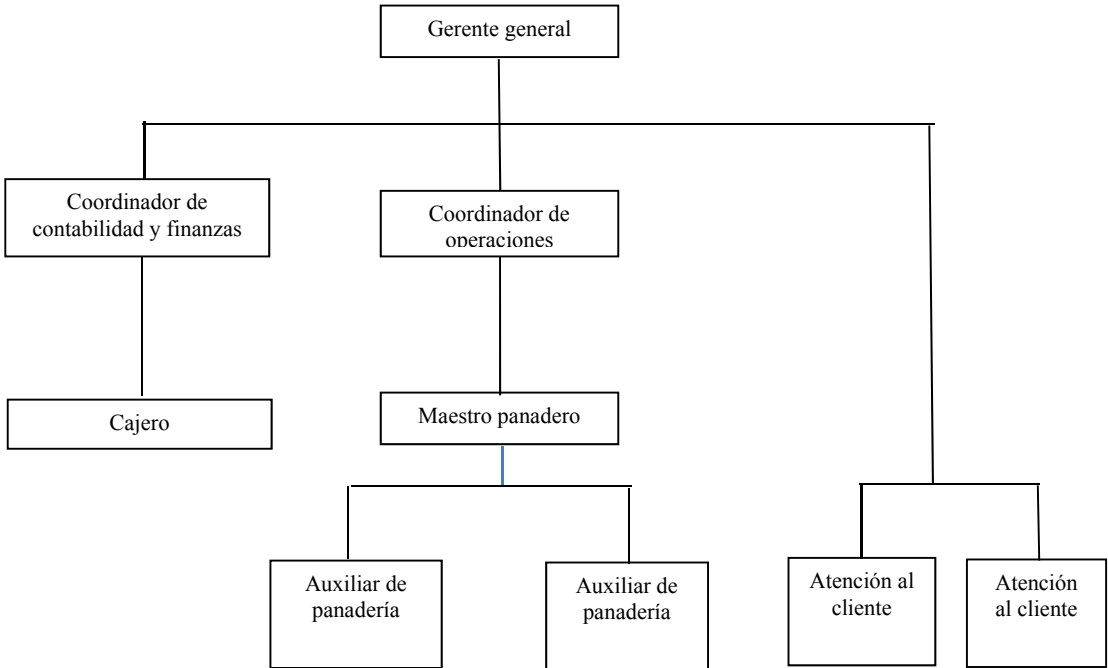 Gerente general
Coordinador de
contabilidad y finanzas
Coordinador de
operaciones
Cajero
Maestro panadero
Auxiliar de
panadería
Auxiliar de
panadería
Atención al
cliente
Atención
al cliente